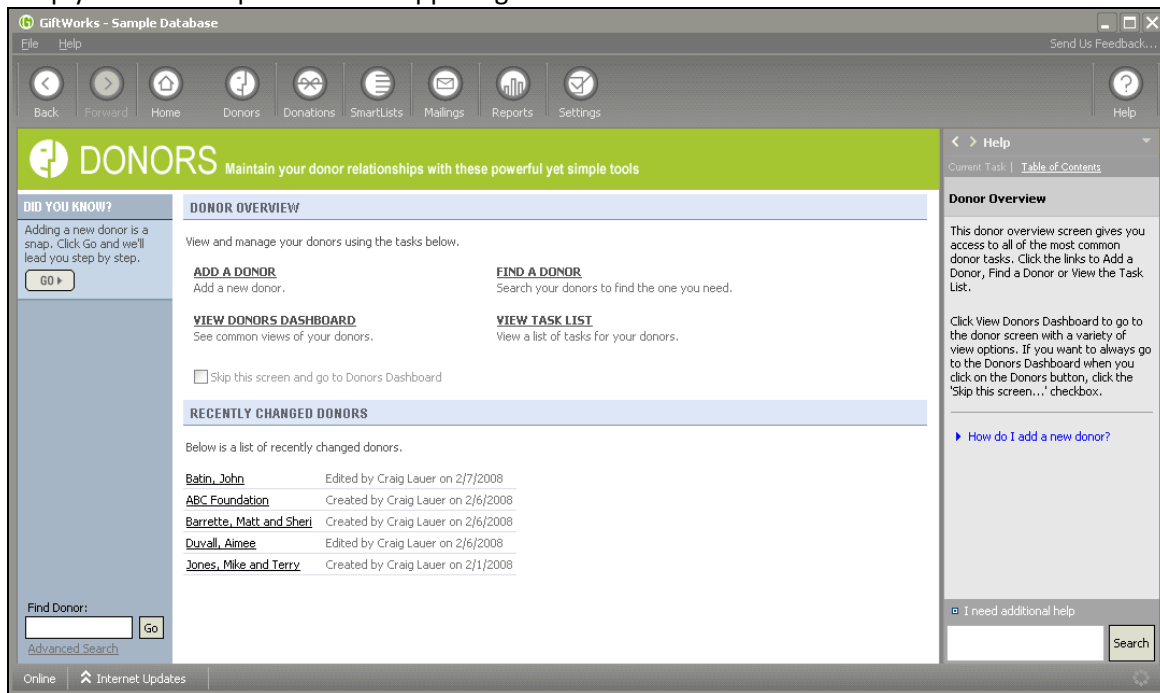 GiftWorks - Sample Database
File Help
Send Us Feedback...
Back Forward Home Donors Donations SmartLists Mailings Reports Settings Help
DONORS Maintain your donor relationships with these powerful yet simple tools
DID YOU KNOW?
Adding a new donor is a
snap. Click Go and we'll
lead you step by step.
GO
Find Donor:
Go
Advanced Search
DONOR OVERVIEW
View and manage your donors using the tasks below.
ADD A DONOR
Add a new donor.
FIND A DONOR
Search your donors to find the one you need.
VIEW DONORS DASHBOARD
See common views of your donors.
VIEW TASK LIST
View a list of tasks for your donors.
Skip this screen and go to Donors Dashboard
RECENTLY CHANGED DONORS
Below is a list of recently changed donors.
Batin, John Edited by Craig Lauer on 2/7/2008
ABC Foundation Created by Craig Lauer on 2/6/2008
Barrette, Matt and Sheri Created by Craig Lauer on 2/6/2008
Duvall, Aimee Edited by Craig Lauer on 2/6/2008
Jones, Mike and Terry Created by Craig Lauer on 2/1/2008
Help
Current Task | Table of Contents
Donor Overview
This donor overview screen gives you
access to all of the most common
donor tasks. Click the links to Add a
Donor, Find a Donor or View the Task
List.
Click View Donors Dashboard to go to
the donor screen with a variety of
view options. If you want to always go
to the Donors Dashboard when you
click on the Donors button, click the
'Skip this screen...' checkbox.
How do I add a new donor?
I need additional help
Search
Online Internet Updates